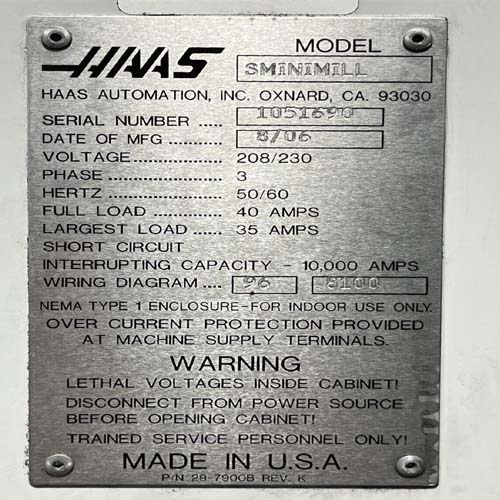 HAAS
MODEL SMINIMILL
HAAS AUTOMATION, INC. OXNARD, CA. 93030
SERIAL NUMBER .... 1051690
DATE OF MFG ........ 8/06
VOLTAGE ............... 208/230
PHASE .................... 3
HERTZ ................... 50/60
FULL LOAD ............ 40 AMPS
LARGEST LOAD ...... 35 AMPS
SHORT CIRCUIT
INTERRUPTING CAPACITY - 10,000 AMPS
WIRING DIAGRAM .... 96 8100
NEMA TYPE 1 ENCLOSURE-FOR INDOOR USE ONLY.
OVER CURRENT PROTECTION PROVIDED
AT MACHINE SUPPLY TERMINALS.
WARNING
LETHAL VOLTAGES INSIDE CABINET!
DISCONNECT FROM POWER SOURCE
BEFORE OPENING CABINET!
TRAINED SERVICE PERSONNEL ONLY!
MADE IN U.S.A.
P/N 29-7900B REV. K